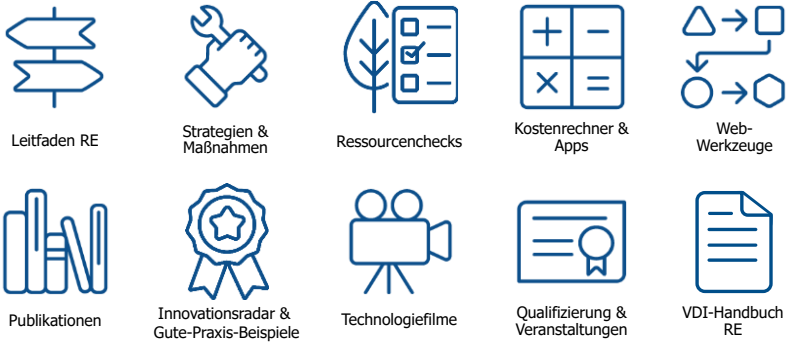 Leitfaden RE
Strategien &
Maßnahmen
Ressourcenchecks
Kostenrechner &
Apps
Web-
Werkzeuge
Publikationen
Innovationsradar &
Gute-Praxis-Beispiele
Technologiefilme
Qualifizierung &
Veranstaltungen
VDI-Handbuch
RE